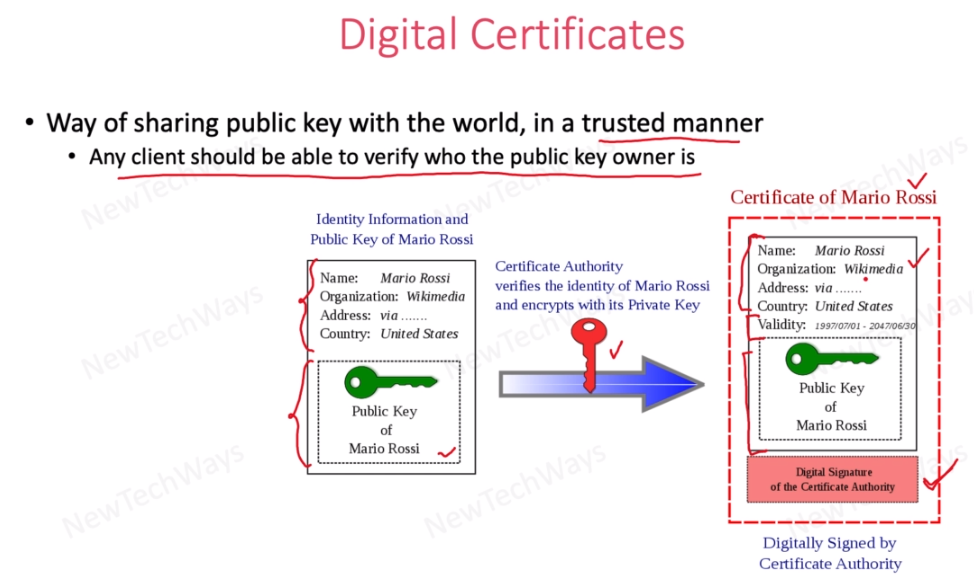 Digital Certificates
• Way of sharing public key with the world, in a trusted manner
• Any client should be able to verify who the public key owner is
Identity Information and
Public Key of Mario Rossi
Name: Mario Rossi
Organization: Wikimedia
Address: via .......
Country: United States
Public Key
of
Mario Rossi
Certificate Authority
verifies the identity of Mario Rossi
and encrypts with its Private Key
Certificate of Mario Rossi
Name: Mario Rossi
Organization: Wikimedia
Address: via .......
Country: United States
Validity: 1997/07/01 - 2047/06/30
Public Key
of
Mario Rossi
Digital Signature
of the Certificate Authority
Digitally Signed by
Certificate Authority
NewTechWays
NewTechWays
NewTechWays
NewTechWays
NewTechWays
NewTechWays
NewTechWays